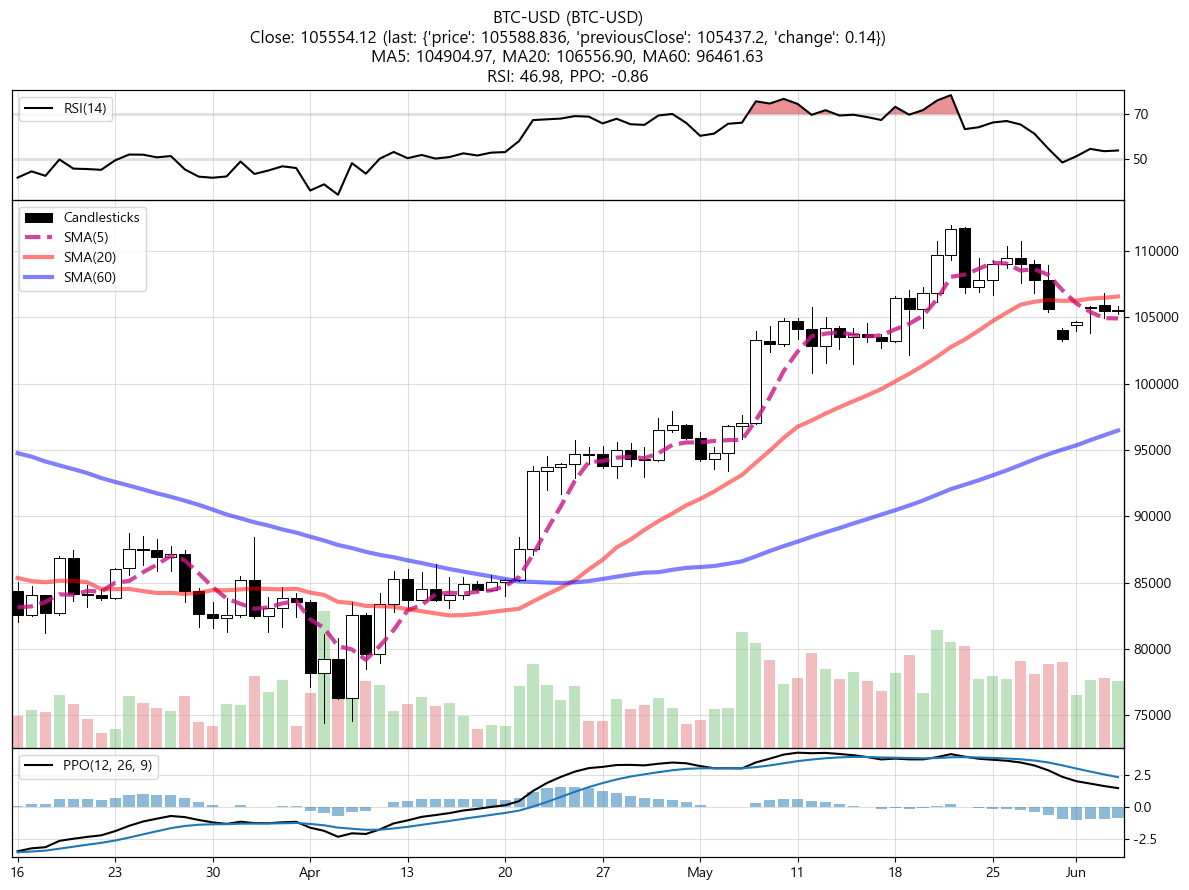 BTC-USD (BTC-USD)
Close: 105554.12 (last: {'price': 105588.836, 'previousClose': 105437.2, 'change': 0.14})
MA5: 104904.97, MA20: 106556.90, MA60: 96461.63
RSI: 46.98, PPO: -0.86
RSI(14)
70
50
Candlesticks
SMA(5)
SMA(20)
SMA(60)
110000
105000
100000
95000
90000
85000
80000
75000
PPO(12, 26, 9)
2.5
0.0
-2.5
16 23 30 Apr 13 20 27 May 11 18 25 Jun